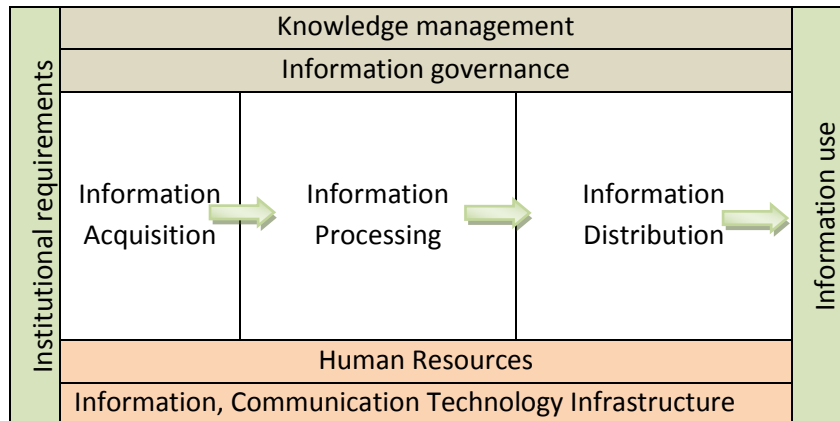 Institutional requirements
Knowledge management
Information governance
Information
Acquisition
Information
Processing
Information
Distribution
Human Resources
Information, Communication Technology Infrastructure
Information use